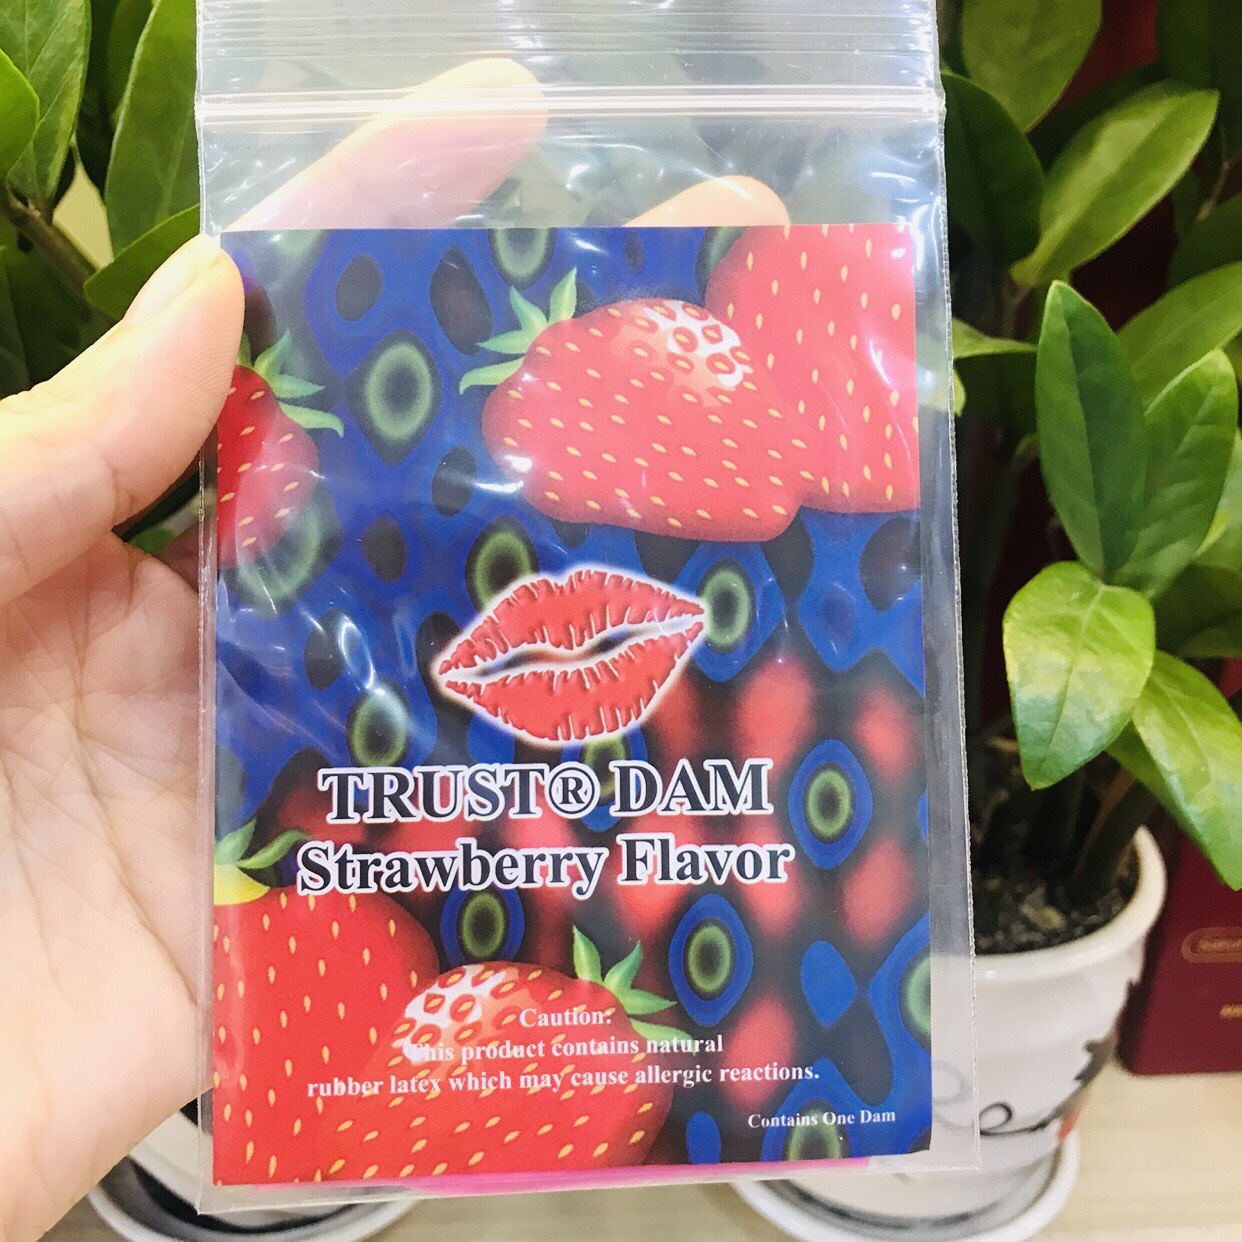 TRUST® DAM
Strawberry Flavor
Caution:
This product contains natural
rubber latex which may cause allergic reactions.
Contains One Dam